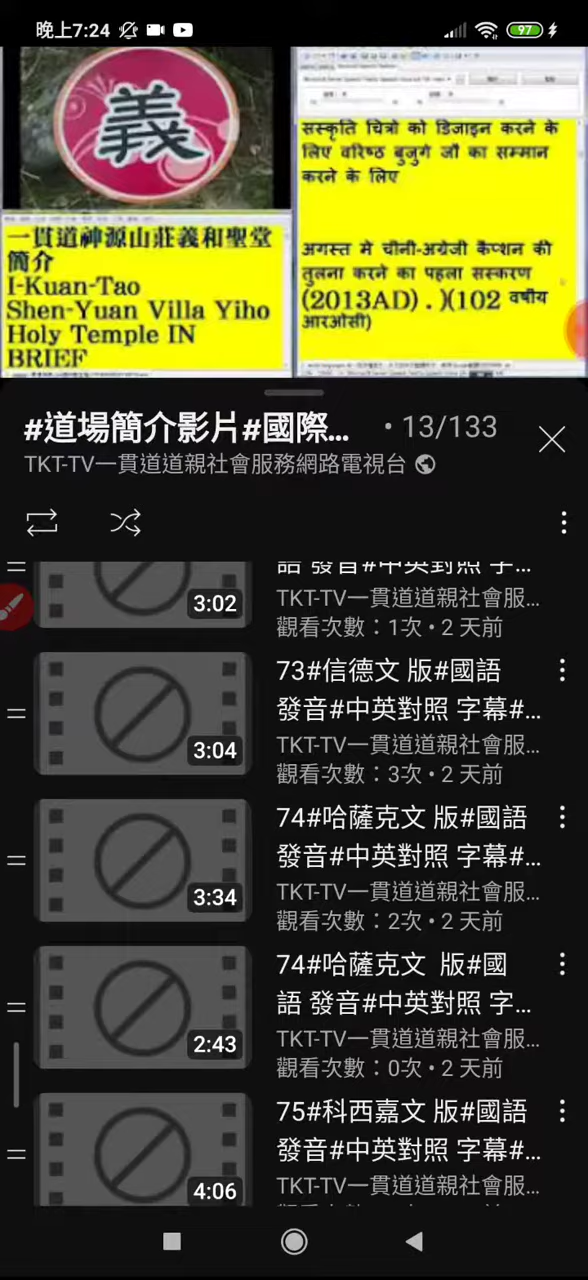 晚上7:24
97
義
一貫道神源山莊義和聖堂
簡介
I-Kuan-Tao
Shen-Yuan Villa Yiho
Holy Temple IN
BRIEF
संस्कृति चित्रों को डिजाइन करने के
लिए वरिष्ठ बुजुर्ग जौ का सम्मान
करने के लिए
अगस्त में चीनी-अंग्रेजी कैप्शन की
तुलना करने का पहला संस्करण
(2013AD) . )(102 वर्षीय
आरओसी)
#道場簡介影片#國際... • 13/133
TKT-TV一貫道道親社會服務網路電視台
語 發音#中英對照 字...
3:02
TKT-TV一貫道道親社會服...
觀看次數：1次 • 2 天前
73#信德文 版#國語
發音#中英對照 字幕#...
3:04
TKT-TV一貫道道親社會服...
觀看次數：3次 • 2 天前
74#哈薩克文 版#國語
發音#中英對照 字幕#...
3:34
TKT-TV一貫道道親社會服...
觀看次數：2次 • 2 天前
74#哈薩克文 版#國
語 發音#中英對照 字...
2:43
TKT-TV一貫道道親社會服...
觀看次數：0次 • 2 天前
75#科西嘉文 版#國語
發音#中英對照 字幕#...
4:06
TKT-TV一貫道道親社會服...